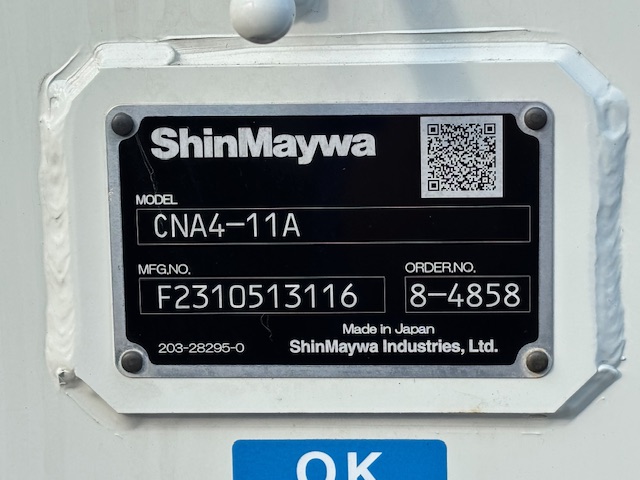 ShinMaywa
MODEL
CNA4-11A
MFG.NO. ORDER.NO.
F2310513116 8-4858
Made in Japan
203-28295-0 ShinMaywa Industries, Ltd.
OK